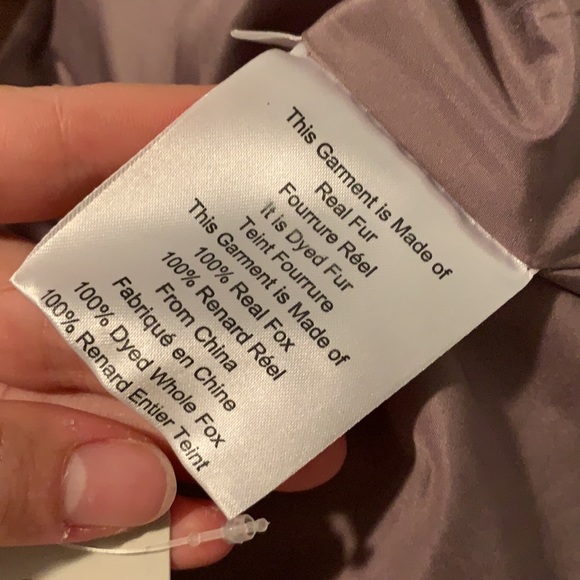 This Garment is Made of
Real Fur
Fourrure Réel
It is Dyed Fur
Teint Fourrure
This Garment is Made of
100% Real Fox
100% Renard Réel
From China
Fabriqué en Chine
100% Dyed Whole Fox
100% Renard Entier Teint